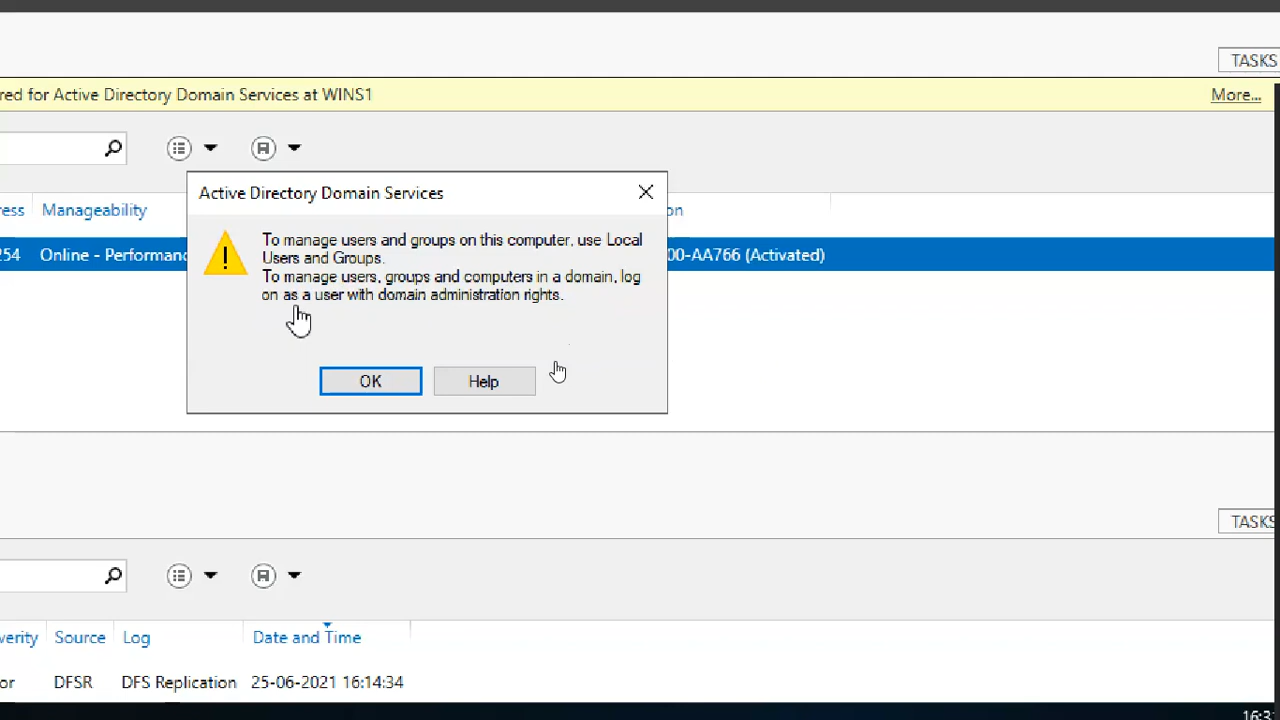 TASKS
red for Active Directory Domain Services at WINS1 More...
ress Manageability on
254 Online - Performanc 00-AA766 (Activated)
Active Directory Domain Services
To manage users and groups on this computer, use Local
Users and Groups.
To manage users, groups and computers in a domain, log
on as a user with domain administration rights.
OK Help
TASKS
verity Source Log Date and Time
or DFSR DFS Replication 25-06-2021 16:14:34